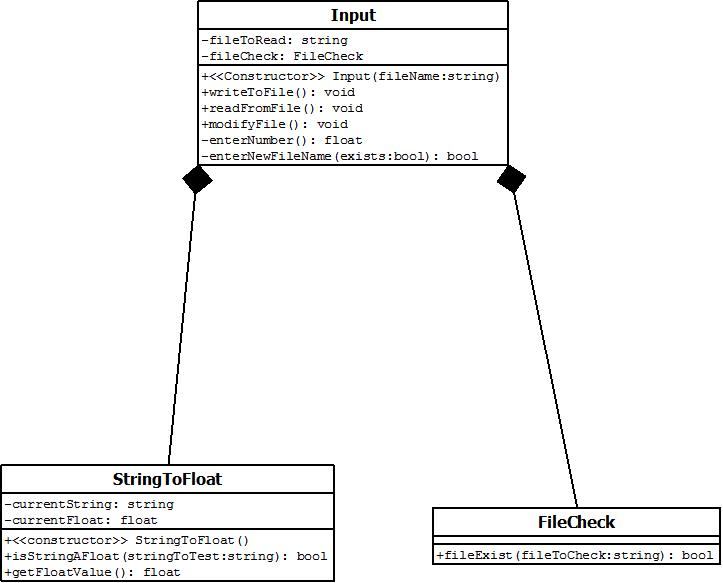 Input
-fileToRead: string
-fileCheck: FileCheck
+<<Constructor>> Input(fileName:string)
+writeToFile(): void
+readFromFile(): void
+modifyFile(): void
-enterNumber(): float
-enterNewFileName(exists:bool): bool
StringToFloat
-currentString: string
-currentFloat: float
+<<constructor>> StringToFloat()
+isStringAFloat(stringToTest:string): bool
+getFloatValue(): float
FileCheck
+fileExist(fileToCheck:string): bool